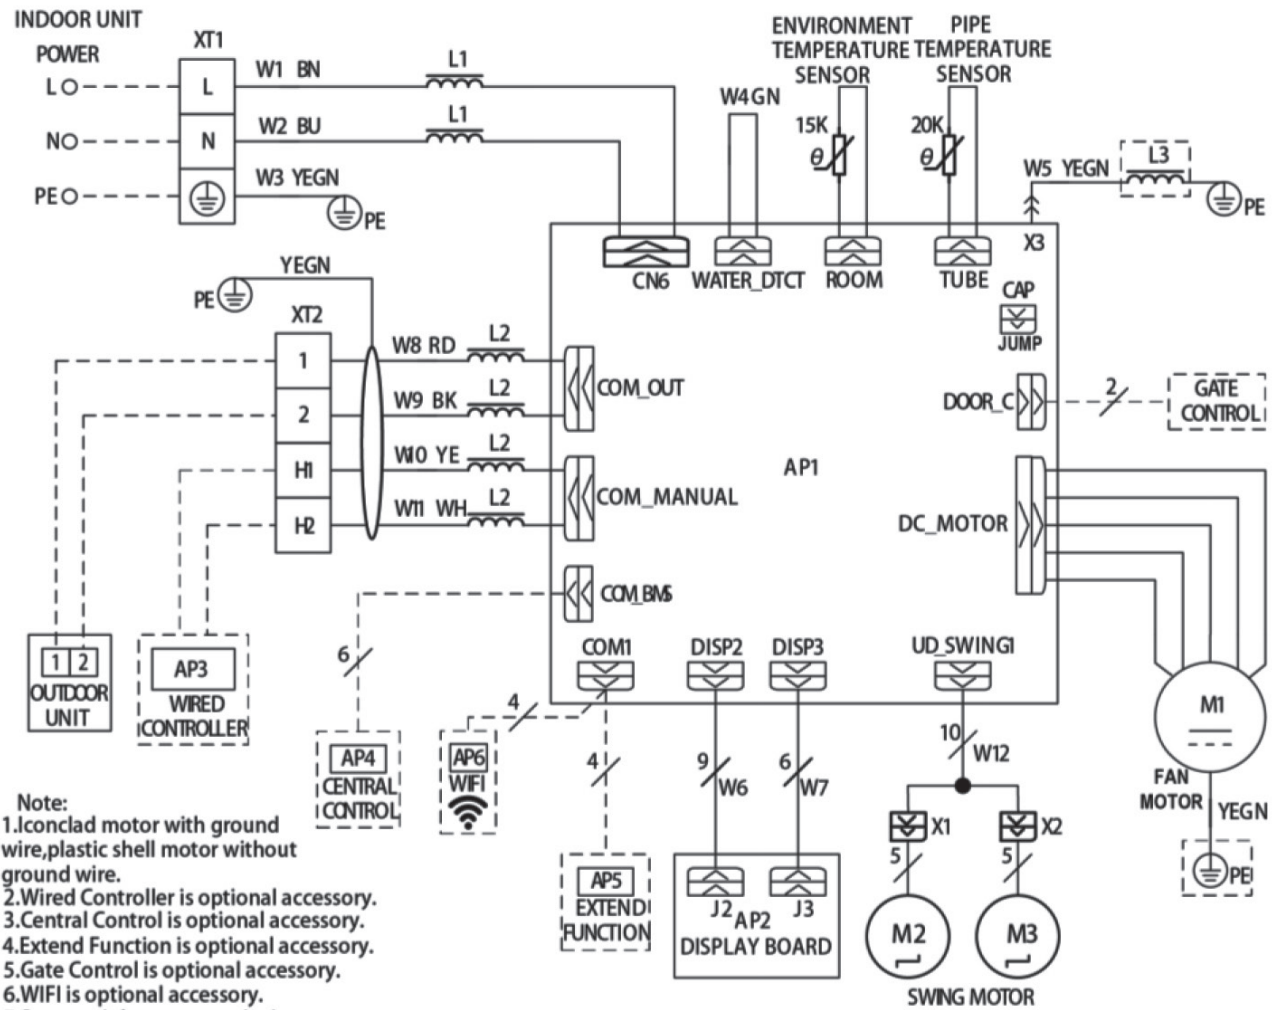 INDOOR UNIT
POWER
XT1
L
L
W1 BN
L1
N
N
W2 BU
L1
PE
W3 YEGN
PE
ENVIRONMENT
TEMPERATURE
SENSOR
PIPE
TEMPERATURE
SENSOR
W4GN
15K
θ
20K
θ
W5 YEGN
L3
PE
X3
CN6
WATER_DTCT
ROOM
TUBE
CAP
JUMP
YEGN
PE
XT2
1
W8 RD
L2
COM_OUT
2
W9 BK
L2
H1
W10 YE
L2
COM_MANUAL
H2
W11 WH
L2
AP1
DOOR_C
2
GATE
CONTROL
DC_MOTOR
COM_BMS
COM1
DISP2
DISP3
UD_SWING1
1 2
OUTDOOR
UNIT
AP3
WIRED
CONTROLLER
6
AP4
CENTRAL
CONTROL
4
AP6
WIFI
4
AP5
EXTEND
FUNCTION
9
W6
6
W7
J2
J3
AP2
DISPLAY BOARD
10
W12
X1
X2
5
5
M2
M3
SWING MOTOR
M1
FAN
MOTOR
YEGN
PE
Note:
1.Iconclad motor with ground
wire,plastic shell motor without
ground wire.
2.Wired Controller is optional accessory.
3.Central Control is optional accessory.
4.Extend Function is optional accessory.
5.Gate Control is optional accessory.
6.WIFI is optional accessory.